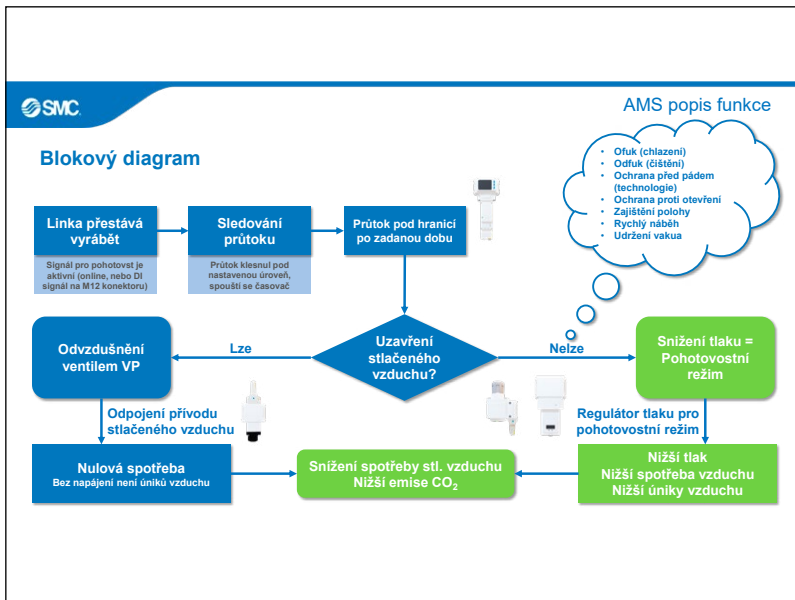 SMC.
AMS popis funkce
Blokový diagram
• Ofuk (chlazení)
• Odfuk (čištění)
• Ochrana před pádem
(technologie)
• Ochrana proti otevření
• Zajištění polohy
• Rychlý náběh
• Udržení vakua
Linka přestává
vyrábět
Signál pro pohotovst je
aktivní (online, nebo DI
signál na M12 konektoru)
Sledování
průtoku
Průtok klesnul pod
nastavenou úroveň,
spouští se časovač
Průtok pod hranicí
po zadanou dobu
Uzavření
stlačeného
vzduchu?
Lze
Nelze
Odvzdušnění
ventilem VP
Snížení tlaku =
Pohotovostní
režim
Odpojení přívodu
stlačeného vzduchu
Regulátor tlaku pro
pohotovostní režim
Nulová spotřeba
Bez napájení není úniků vzduchu
Snížení spotřeby stl. vzduchu
Nižší emise CO₂
Nižší tlak
Nižší spotřeba vzduchu
Nižší úniky vzduchu